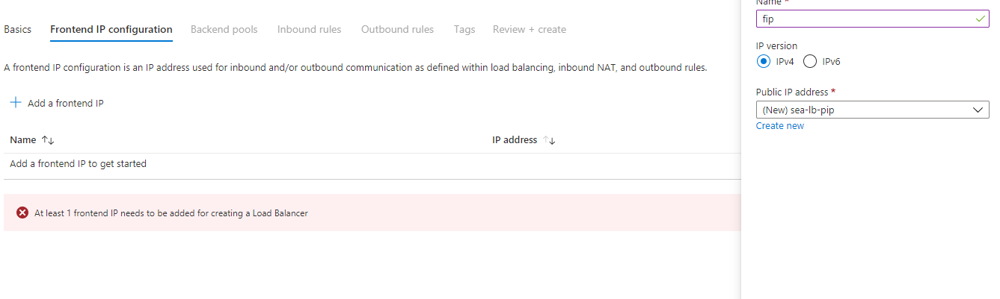 Basics Frontend IP configuration Backend pools Inbound rules Outbound rules Tags Review + create
A frontend IP configuration is an IP address used for inbound and/or outbound communication as defined within load balancing, inbound NAT, and outbound rules.
+ Add a frontend IP
Name ↑↓ IP address ↑↓
Add a frontend IP to get started
At least 1 frontend IP needs to be added for creating a Load Balancer
Name *
fip
IP version
IPv4 IPv6
Public IP address *
(New) sea-lb-pip
Create new